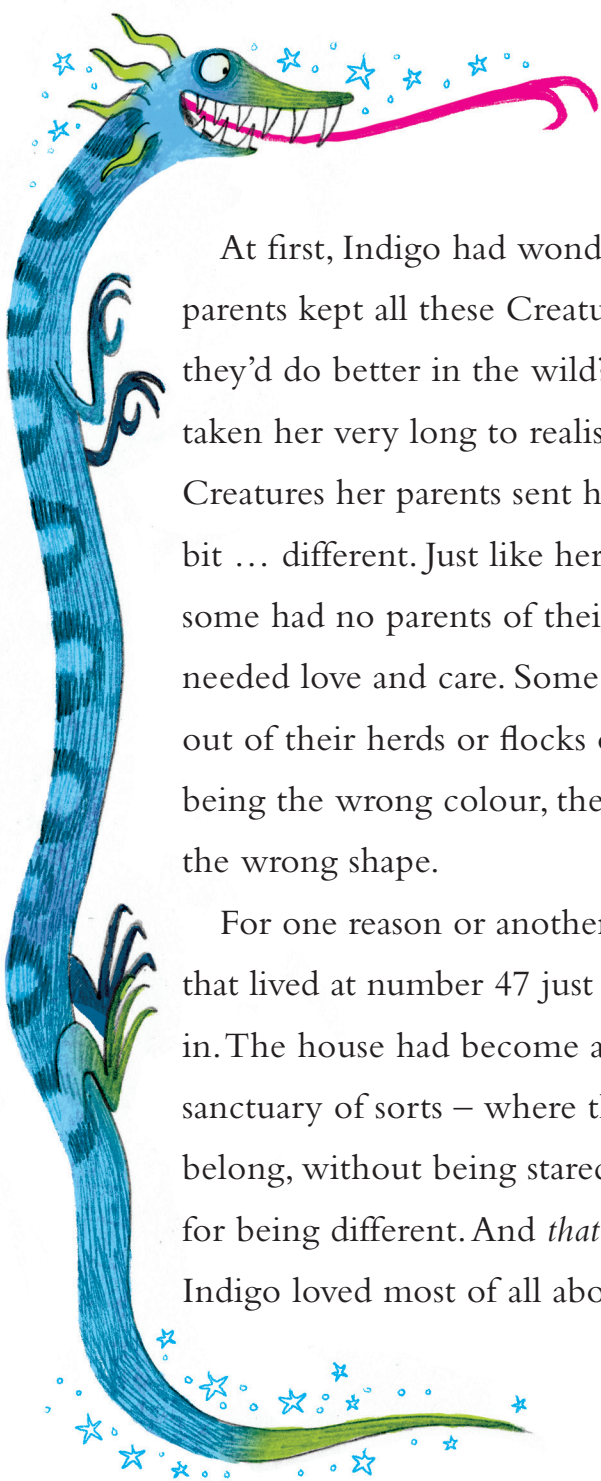 At first, Indigo had wond
parents kept all these Creatu
they'd do better in the wild?
taken her very long to realis
Creatures her parents sent h
bit … different. Just like her
some had no parents of their
needed love and care. Some
out of their herds or flocks
being the wrong colour, the
the wrong shape.
For one reason or another
that lived at number 47 just
in. The house had become a
sanctuary of sorts – where t
belong, without being stared
for being different. And that
Indigo loved most of all abo